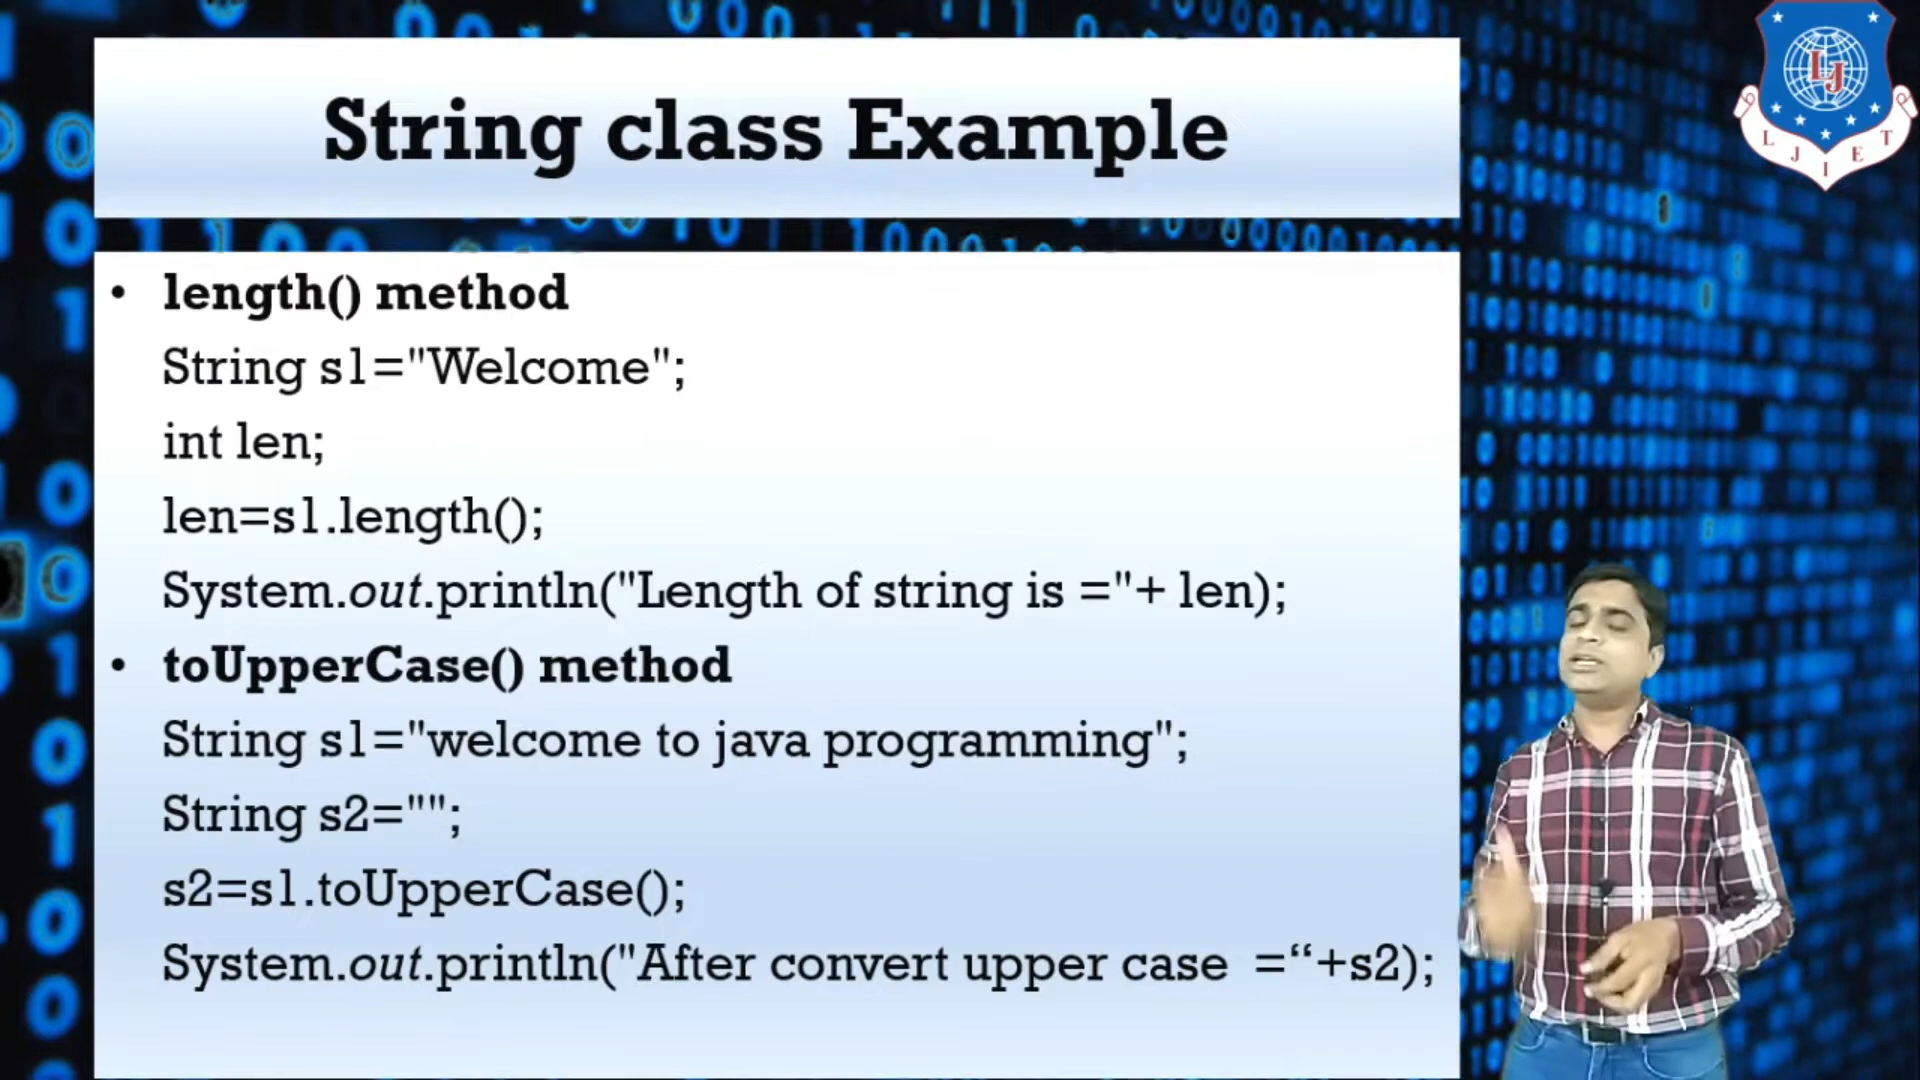 String class Example
• length() method
String s1="Welcome";
int len;
len=s1.length();
System.out.println("Length of string is ="+ len);
• toUpperCase() method
String s1="welcome to java programming";
String s2="";
s2=s1.toUpperCase();
System.out.println("After convert upper case  =“+s2);
LJ
L J I E T